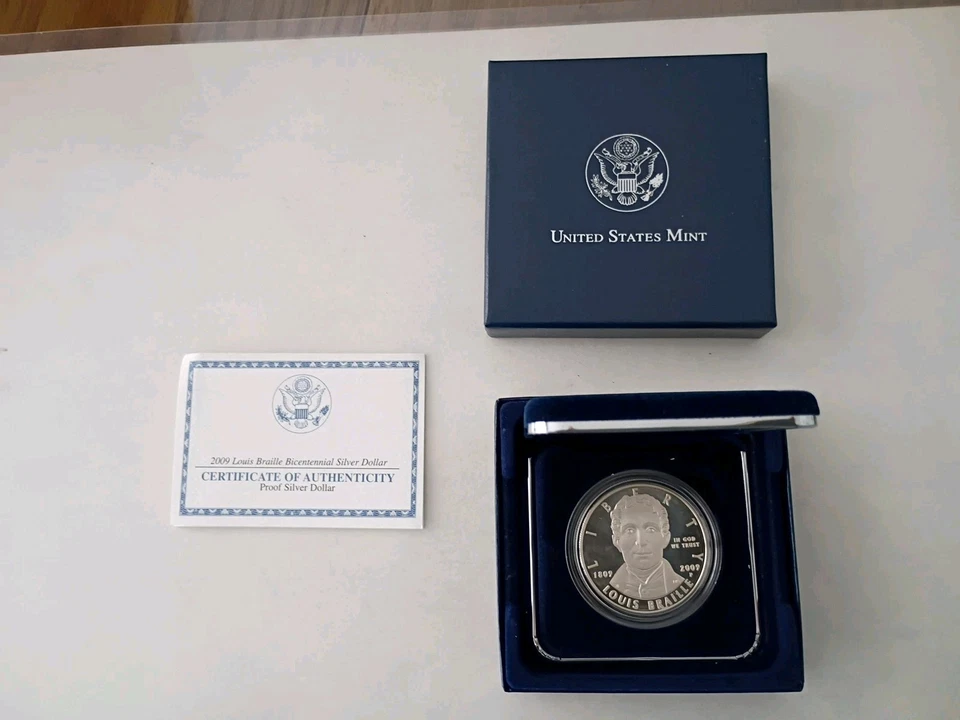 UNITED STATES MINT
2009 Louis Braille Bicentennial Silver Dollar
CERTIFICATE OF AUTHENTICITY
Proof Silver Dollar
LIBERTY
IN GOD
WE TRUST
1809 2009
P
LOUIS BRAILLE